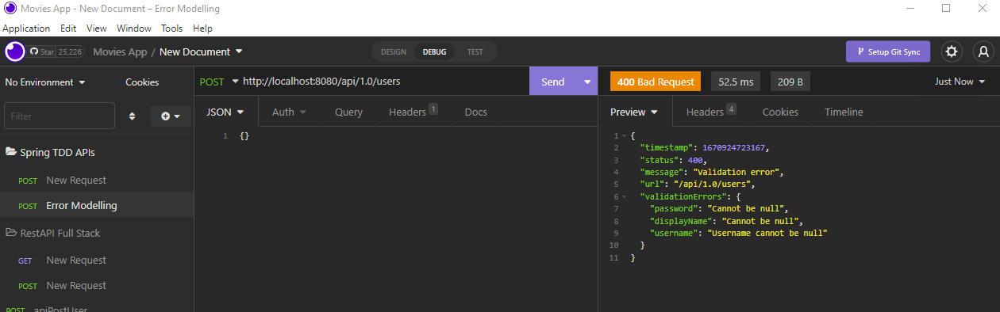 Movies App - New Document – Error Modelling
Application Edit View Window Tools Help
Star 25,226 Movies App / New Document DESIGN DEBUG TEST Setup Git Sync
No Environment Cookies POST http://localhost:8080/api/1.0/users Send 400 Bad Request 52.5 ms 209 B Just Now
Filter JSON Auth Query Headers 1 Docs Preview Headers 4 Cookies Timeline
1 {}
1 {
2 "timestamp": 1670924723167,
3 "status": 400,
4 "message": "Validation error",
5 "url": "/api/1.0/users",
6 "validationErrors": {
7 "password": "Cannot be null",
8 "displayName": "Cannot be null",
9 "username": "Username cannot be null"
10 }
11 }
Spring TDD APIs
POST New Request
POST Error Modelling
RestAPI Full Stack
GET New Request
POST New Request
POST apiPostUser